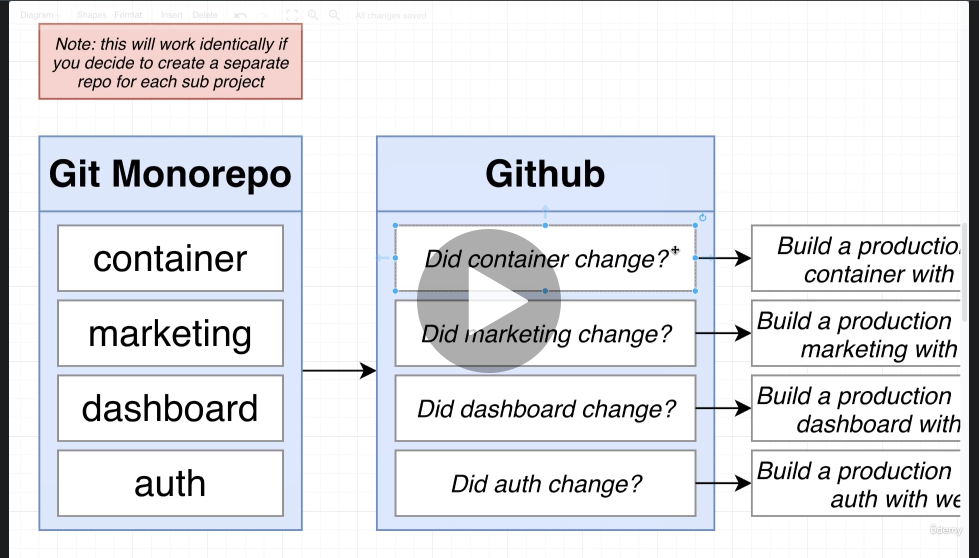 Diagram Shapes Format Insert Delete All changes saved
Note: this will work identically if
you decide to create a separate
repo for each sub project
Git Monorepo
container
marketing
dashboard
auth
Github
Did container change?
Did marketing change?
Did dashboard change?
Did auth change?
Build a productio
container with
Build a production
marketing with
Build a production
dashboard with
Build a production
auth with we
ûdemy